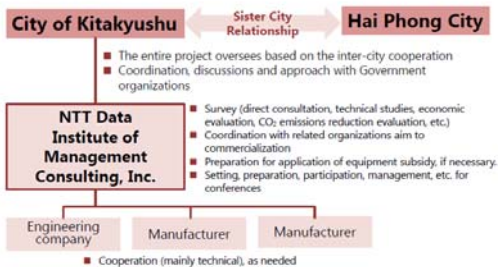 City of Kitakyushu
Sister City
Relationship
Hai Phong City
■ The entire project oversees based on the inter-city cooperation
■ Coordination, discussions and approach with Government
organizations
NTT Data
Institute of
Management
Consulting, Inc.
■ Survey (direct consultation, technical studies, economic
evaluation, CO₂ emissions reduction evaluation, etc.)
■ Coordination with related organizations aim to
commercialization
■ Preparation for application of equipment subsidy, if necessary.
■ Setting, preparation, participation, management, etc. for
conferences
Engineering
company
Manufacturer
Manufacturer
■ Cooperation (mainly technical), as needed